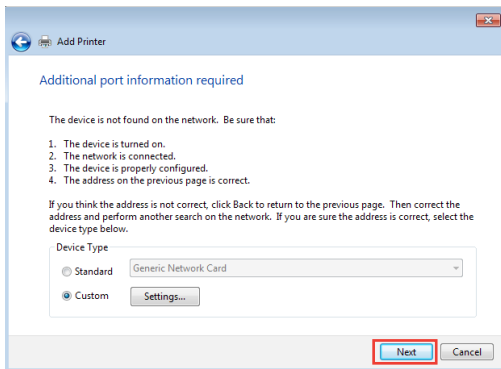 Add Printer
Additional port information required
The device is not found on the network. Be sure that:
1. The device is turned on.
2. The network is connected.
3. The device is properly configured.
4. The address on the previous page is correct.
If you think the address is not correct, click Back to return to the previous page. Then correct the
address and perform another search on the network. If you are sure the address is correct, select the
device type below.
Device Type
Standard Generic Network Card
Custom Settings...
Next Cancel